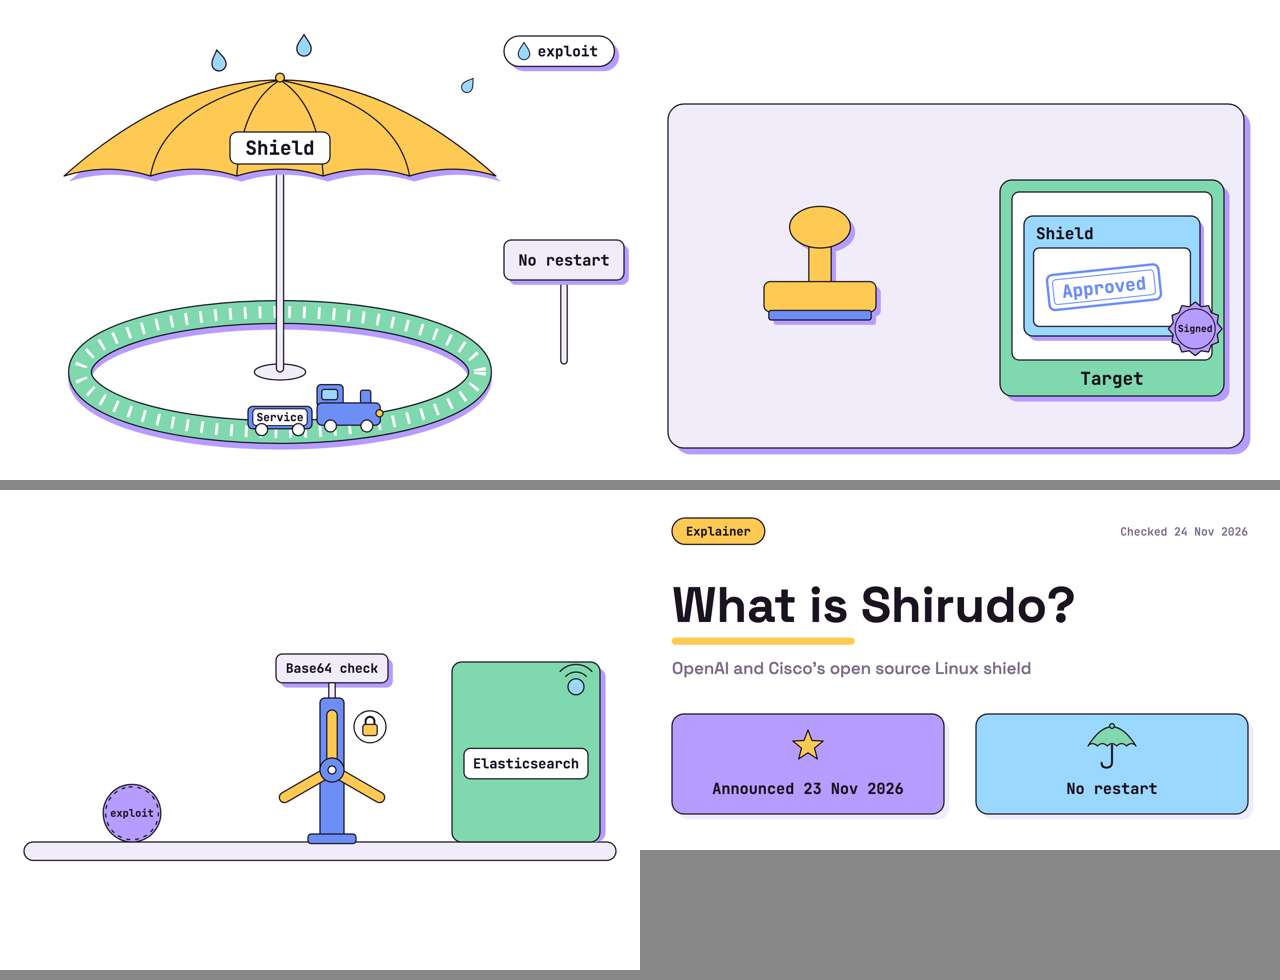 exploit
Shield
No restart
Service
Shield
Approved
Signed
Target
Base64 check
exploit
Elasticsearch
Explainer
Checked 24 Nov 2026
What is Shirudo?
OpenAI and Cisco's open source Linux shield
Announced 23 Nov 2026
No restart